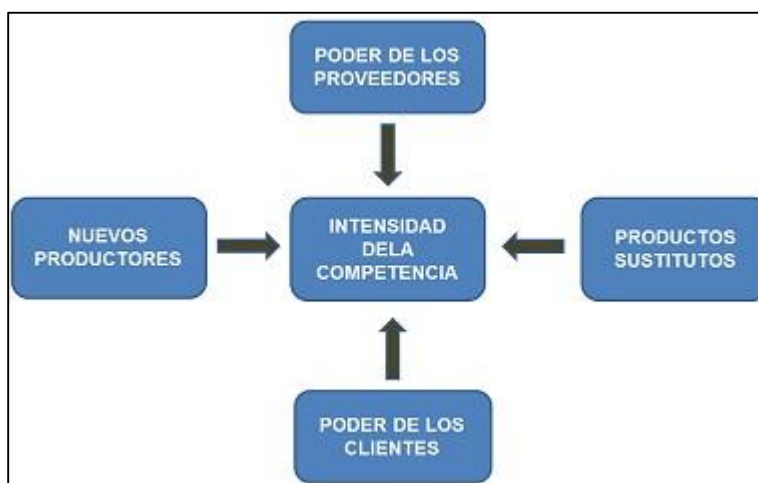 PODER DE LOS
PROVEEDORES
NUEVOS
PRODUCTORES
INTENSIDAD
DELA
COMPETENCIA
PRODUCTOS
SUSTITUTOS
PODER DE LOS
CLIENTES